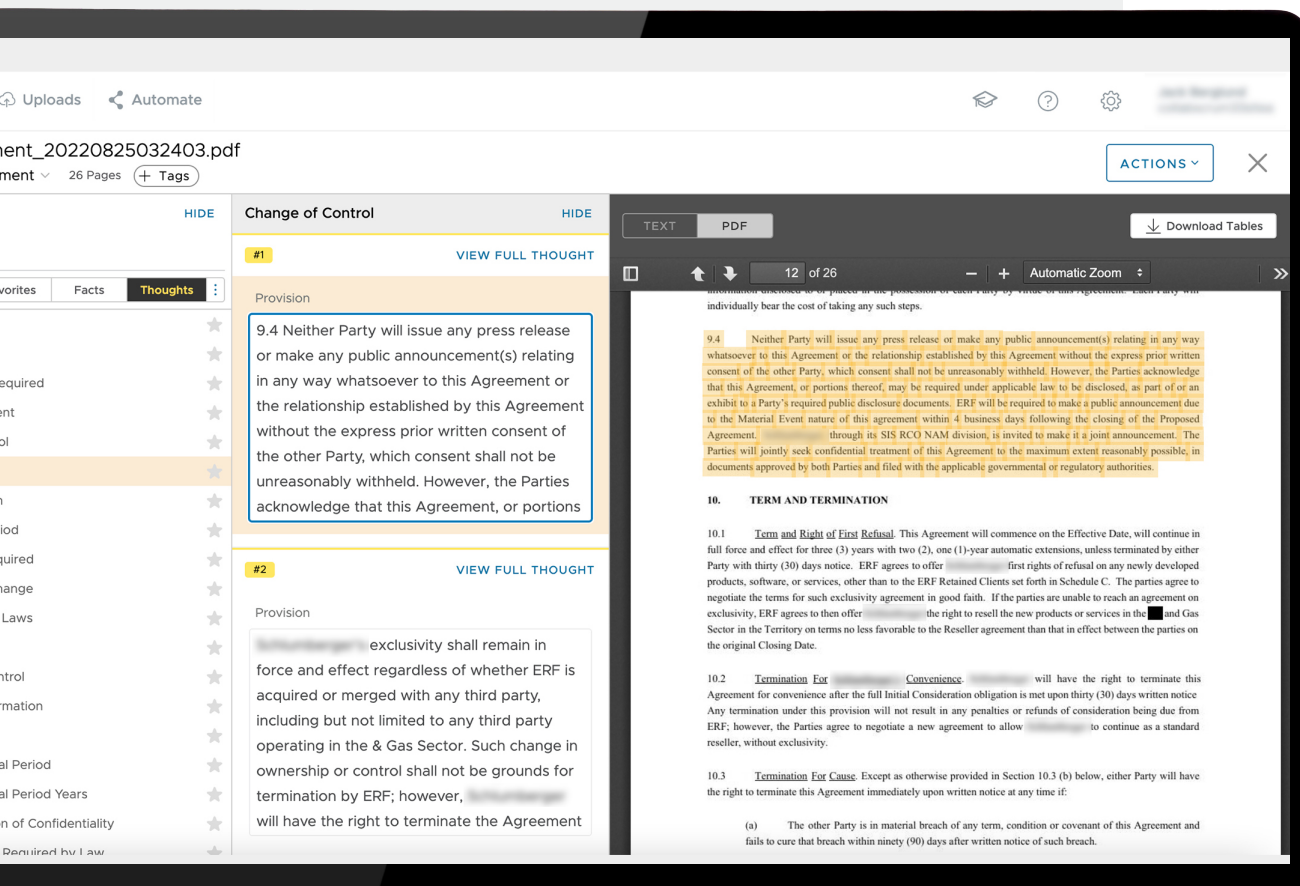 Uploads
Automate
ent_20220825032403.pdf
ment
26 Pages
+ Tags
ACTIONS
HIDE
vorites
Facts
Thoughts
equired
ent
ol
n
iod
quired
hange
Laws
ntrol
rmation
al Period
al Period Years
n of Confidentiality
Required by Law
Change of Control
HIDE
#1
VIEW FULL THOUGHT
Provision
9.4 Neither Party will issue any press release
or make any public announcement(s) relating
in any way whatsoever to this Agreement or
the relationship established by this Agreement
without the express prior written consent of
the other Party, which consent shall not be
unreasonably withheld. However, the Parties
acknowledge that this Agreement, or portions
#2
VIEW FULL THOUGHT
Provision
exclusivity shall remain in
force and effect regardless of whether ERF is
acquired or merged with any third party,
including but not limited to any third party
operating in the & Gas Sector. Such change in
ownership or control shall not be grounds for
termination by ERF; however,
will have the right to terminate the Agreement
TEXT
PDF
Download Tables
12 of 26
Automatic Zoom
information disclosed to or placed in the possession of each Party by virtue of this Agreement. Each Party will
individually bear the cost of taking any such steps.
9.4 Neither Party will issue any press release or make any public announcement(s) relating in any way
whatsoever to this Agreement or the relationship established by this Agreement without the express prior written
consent of the other Party, which consent shall not be unreasonably withheld. However, the Parties acknowledge
that this Agreement, or portions thereof, may be required under applicable law to be disclosed, as part of or an
exhibit to a Party's required public disclosure documents. ERF will be required to make a public announcement due
to the Material Event nature of this agreement within 4 business days following the closing of the Proposed
Agreement. through its SIS RCO NAM division, is invited to make it a joint announcement. The
Parties will jointly seek confidential treatment of this Agreement to the maximum extent reasonably possible, in
documents approved by both Parties and filed with the applicable governmental or regulatory authorities.
10. TERM AND TERMINATION
10.1 Term and Right of First Refusal. This Agreement will commence on the Effective Date, will continue in
full force and effect for three (3) years with two (2), one (1)-year automatic extensions, unless terminated by either
Party with thirty (30) days notice. ERF agrees to offer first rights of refusal on any newly developed
products, software, or services, other than to the ERF Retained Clients set forth in Schedule C. The parties agree to
negotiate the terms for such exclusivity agreement in good faith. If the parties are unable to reach an agreement on
exclusivity, ERF agrees to then offer the right to resell the new products or services in the and Gas
Sector in the Territory on terms no less favorable to the Reseller agreement than that in effect between the parties on
the original Closing Date.
10.2 Termination For Convenience. will have the right to terminate this
Agreement for convenience after the full Initial Consideration obligation is met upon thirty (30) days written notice
Any termination under this provision will not result in any penalties or refunds of consideration being due from
ERF; however, the Parties agree to negotiate a new agreement to allow to continue as a standard
reseller, without exclusivity.
10.3 Termination For Cause. Except as otherwise provided in Section 10.3 (b) below, either Party will have
the right to terminate this Agreement immediately upon written notice at any time if:
(a) The other Party is in material breach of any term, condition or covenant of this Agreement and
fails to cure that breach within ninety (90) days after written notice of such breach.